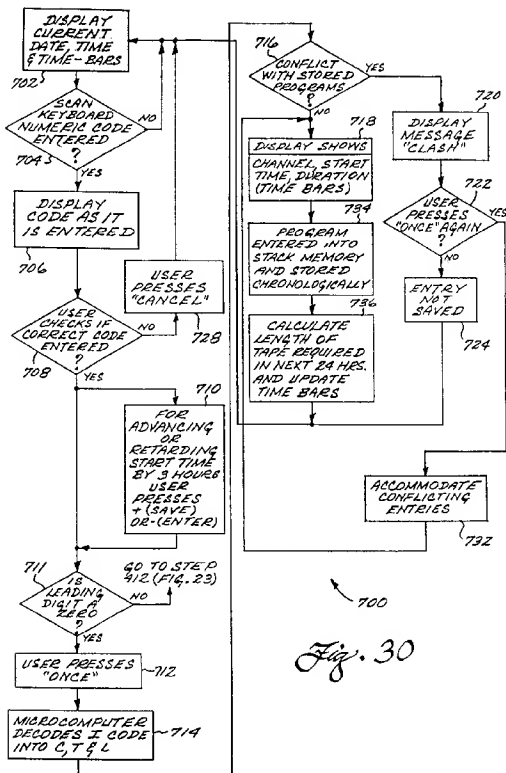 DISPLAY
CURRENT
DATE, TIME
& TIME-BARS
702
SCAN
KEYBOARD
NUMERIC CODE
ENTERED
?
704
NO
YES
DISPLAY
CODE AS IT
IS ENTERED
706
USER
PRESSES
"CANCEL"
728
USER
CHECKS IF
CORRECT CODE
ENTERED
?
708
NO
YES
710
FOR
ADVANCING
OR
RETARDING
START TIME
BY 3 HOURS
USER
PRESSES
+(SAVE)
OR-(ENTER)
711
IS
LEADING
DIGIT A
ZERO
?
NO
GO TO STEP
412 (FIG. 23)
YES
USER PRESSES
"ONCE"
712
MICROCOMPUTER
DECODES I CODE
INTO C, T & L
714
716
CONFLICT
WITH STORED
PROGRAMS
?
YES
NO
718
DISPLAY SHOWS
CHANNEL, START
TIME, DURATION
(TIME BARS)
734
PROGRAM
ENTERED INTO
STACK MEMORY
AND STORED
CHRONOLOGICALLY
736
CALCULATE
LENGTH OF
TAPE REQUIRED
IN NEXT 24 HRS.
AND UPDATE
TIME BARS
720
DISPLAY
MESSAGE
"CLASH"
722
USER
PRESSES
"ONCE" AGAIN
?
YES
NO
ENTRY
NOT
SAVED
724
ACCOMMODATE
CONFLICTING
ENTRIES
732
700
Fig. 30